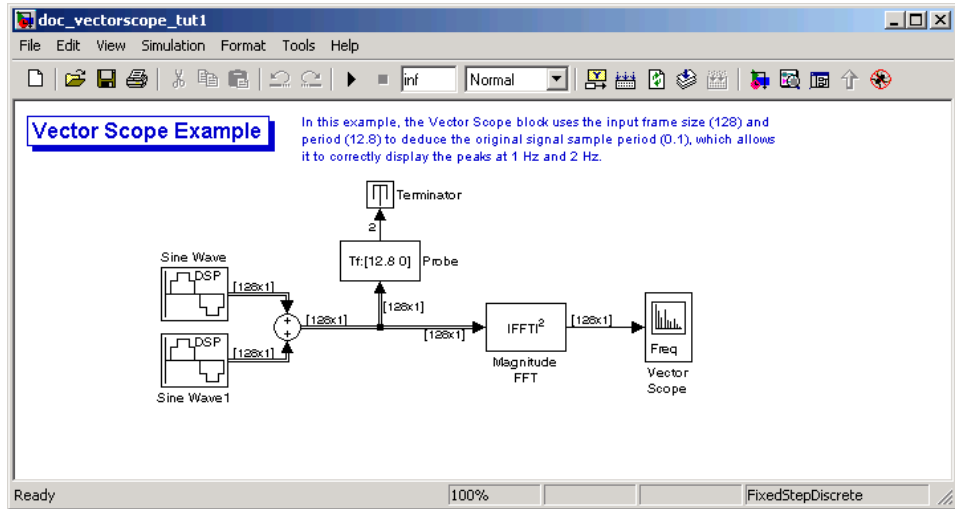 doc_vectorscope_tut1
File Edit View Simulation Format Tools Help
inf Normal
Vector Scope Example
In this example, the Vector Scope block uses the input frame size (128) and
period (12.8) to deduce the original signal sample period (0.1), which allows
it to correctly display the peaks at 1 Hz and 2 Hz.
Terminator
2
Tf:[12.8 0] Probe
Sine Wave
DSP
[128x1]
[128x1]
[128x1]
[128x1]
DSP
[128x1]
Sine Wave1
|FFT|2
Magnitude
FFT
[128x1]
Freq
Vector
Scope
Ready 100% FixedStepDiscrete